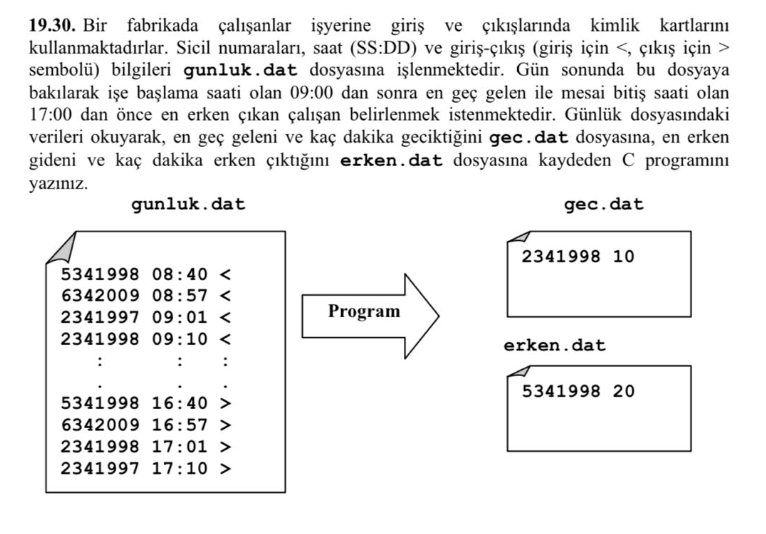 19.30. Bir fabrikada çalışanlar işyerine giriş ve çıkışlarında kimlik kartlarını
kullanmaktadırlar. Sicil numaraları, saat (SS:DD) ve giriş-çıkış (giriş için <, çıkış için >
sembolü) bilgileri gunluk.dat dosyasına işlenmektedir. Gün sonunda bu dosyaya
bakılarak işe başlama saati olan 09:00 dan sonra en geç gelen ile mesai bitiş saati olan
17:00 dan önce en erken çıkan çalışan belirlenmek istenmektedir. Günlük dosyasındaki
verileri okuyarak, en geç geleni ve kaç dakika geciktiğini gec.dat dosyasına, en erken
gideni ve kaç dakika erken çıktığını erken.dat dosyasına kaydeden C programını
yazınız.
gunluk.dat
5341998 08:40 <
6342009 08:57 <
2341997 09:01 <
2341998 09:10 <
: : :
. . .
5341998 16:40 >
6342009 16:57 >
2341998 17:01 >
2341997 17:10 >
Program
gec.dat
2341998 10
erken.dat
5341998 20